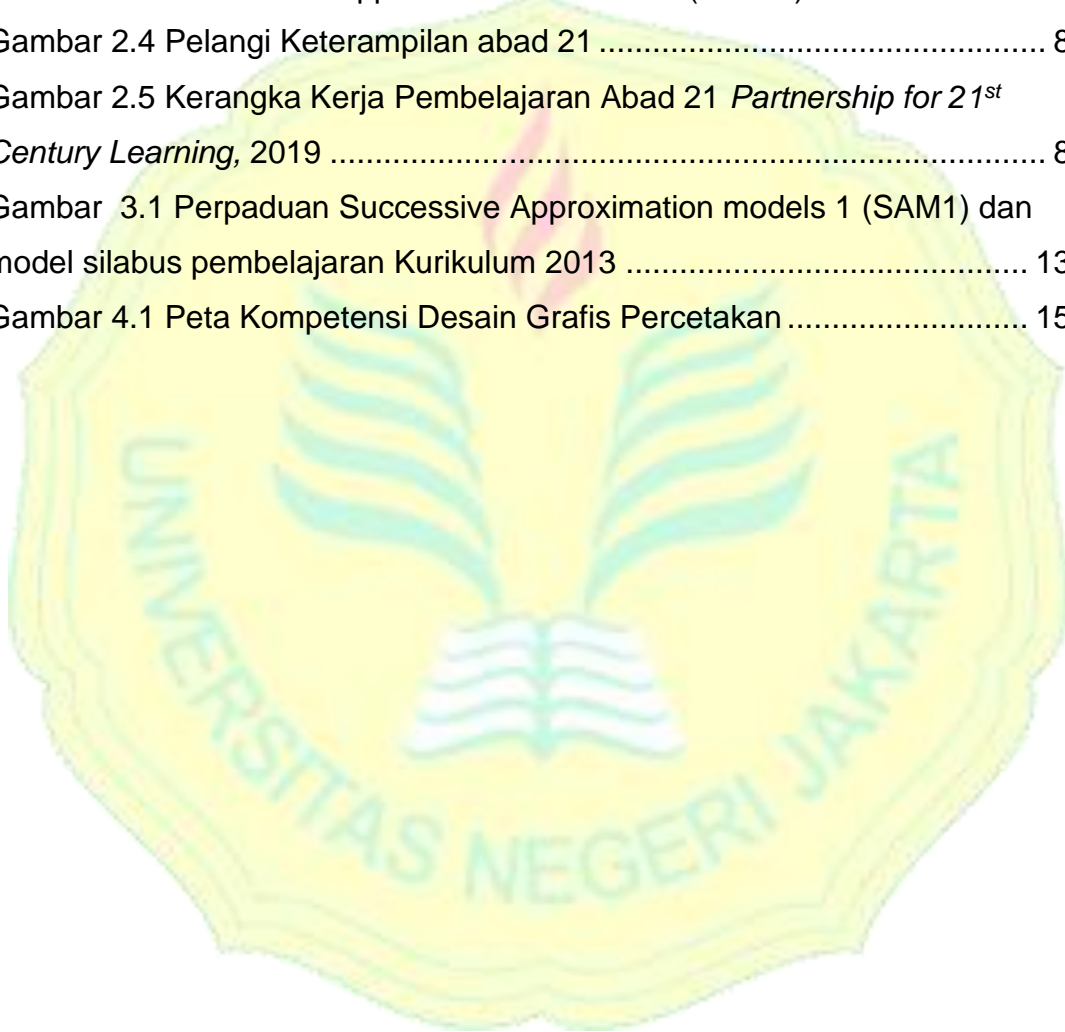 Gambar 2.4 Pelangi Keterampilan abad 21 .................................................. 8
Gambar 2.5 Kerangka Kerja Pembelajaran Abad 21 Partnership for 21st
Century Learning, 2019 ............................................................................ 8
Gambar 3.1 Perpaduan Successive Approximation models 1 (SAM1) dan
model silabus pembelajaran Kurikulum 2013 ............................................ 13
Gambar 4.1 Peta Kompetensi Desain Grafis Percetakan .......................... 15
UNIVERSITAS NEGERI JAKARTA